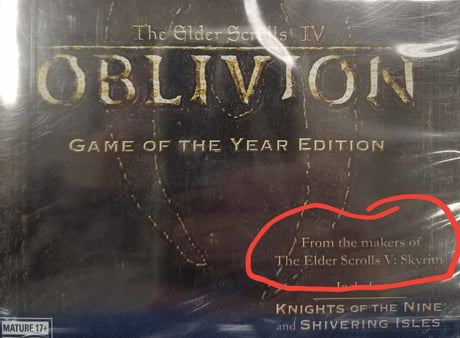 The Elder Scrolls IV
OBLIVION
GAME OF THE YEAR EDITION
From the makers of
The Elder Scrolls V: Skyrim
KNIGHTS OF THE NINE
and SHIVERING ISLES
MATURE 17+